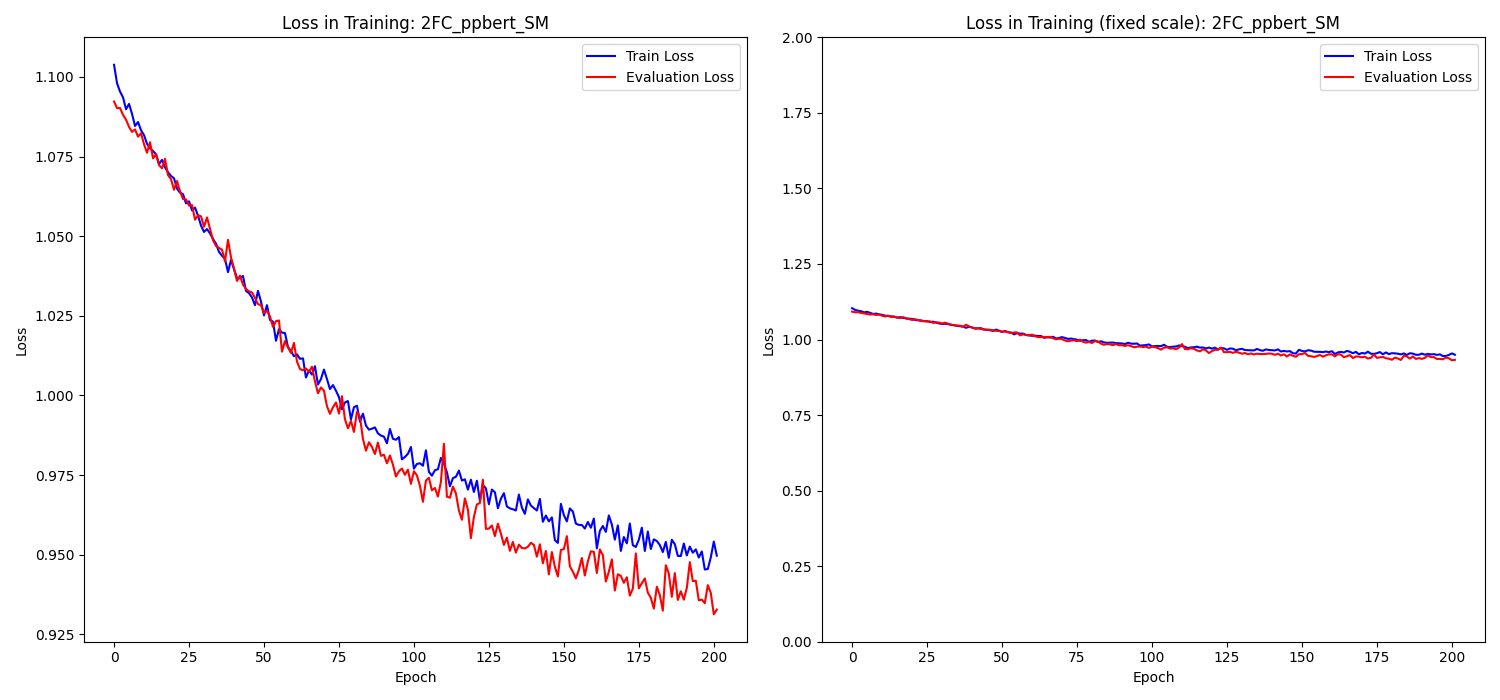 Loss in Training: 2FC_ppbert_SM
Train Loss
Evaluation Loss
1.100
1.075
1.050
1.025
1.000
0.975
0.950
0.925
Loss
0 25 50 75 100 125 150 175 200
Epoch
Loss in Training (fixed scale): 2FC_ppbert_SM
Train Loss
Evaluation Loss
2.00
1.75
1.50
1.25
1.00
0.75
0.50
0.25
0.00
Loss
0 25 50 75 100 125 150 175 200
Epoch